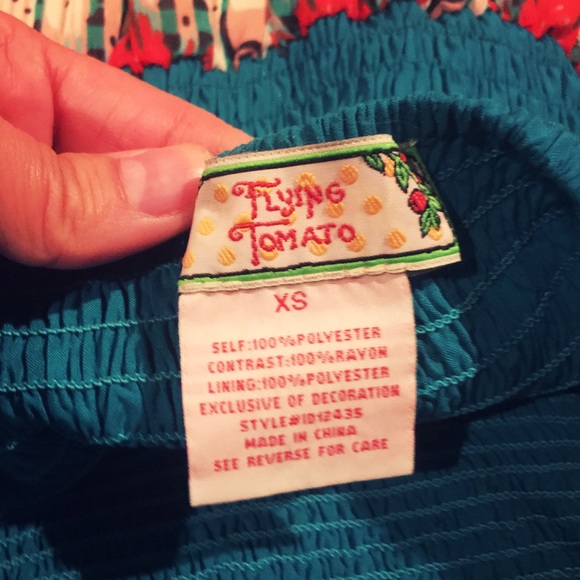 Flying
Tomato
XS
SELF:100%POLYESTER
CONTRAST:100%RAYON
LINING:100%POLYESTER
EXCLUSIVE OF DECORATION
STYLE#ID12435
MADE IN CHINA
SEE REVERSE FOR CARE